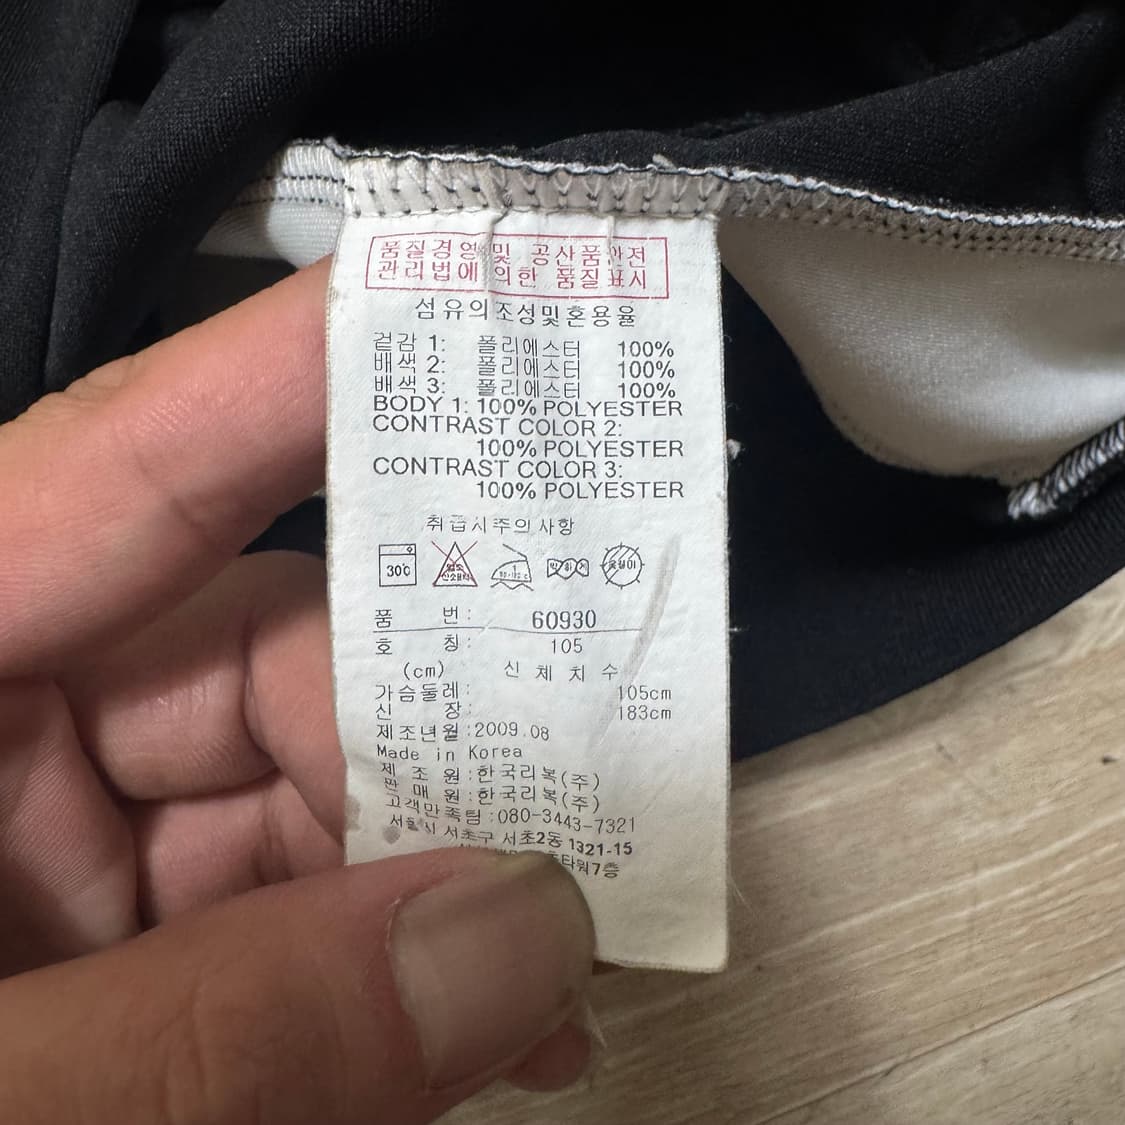 품질경영및 공산품안전
관리법에 의한 품질표시
섬유의조성및혼용율
겉감 1: 폴리에스터 100%
배색 2: 폴리에스터 100%
배색 3: 폴리에스터 100%
BODY 1: 100% POLYESTER
CONTRAST COLOR 2:
100% POLYESTER
CONTRAST COLOR 3:
100% POLYESTER
취급시주의사항
30℃
품 번: 60930
호 칭: 105
(cm) 신체치수
가슴둘레: 105cm
신 장: 183cm
제조년월:2009.08
Made in Korea
제 조 원:한국리복(주)
판 매 원:한국리복(주)
고객만족팀:080-3443-7321
서울시 서초구 서초2동 1321-15
타워7층